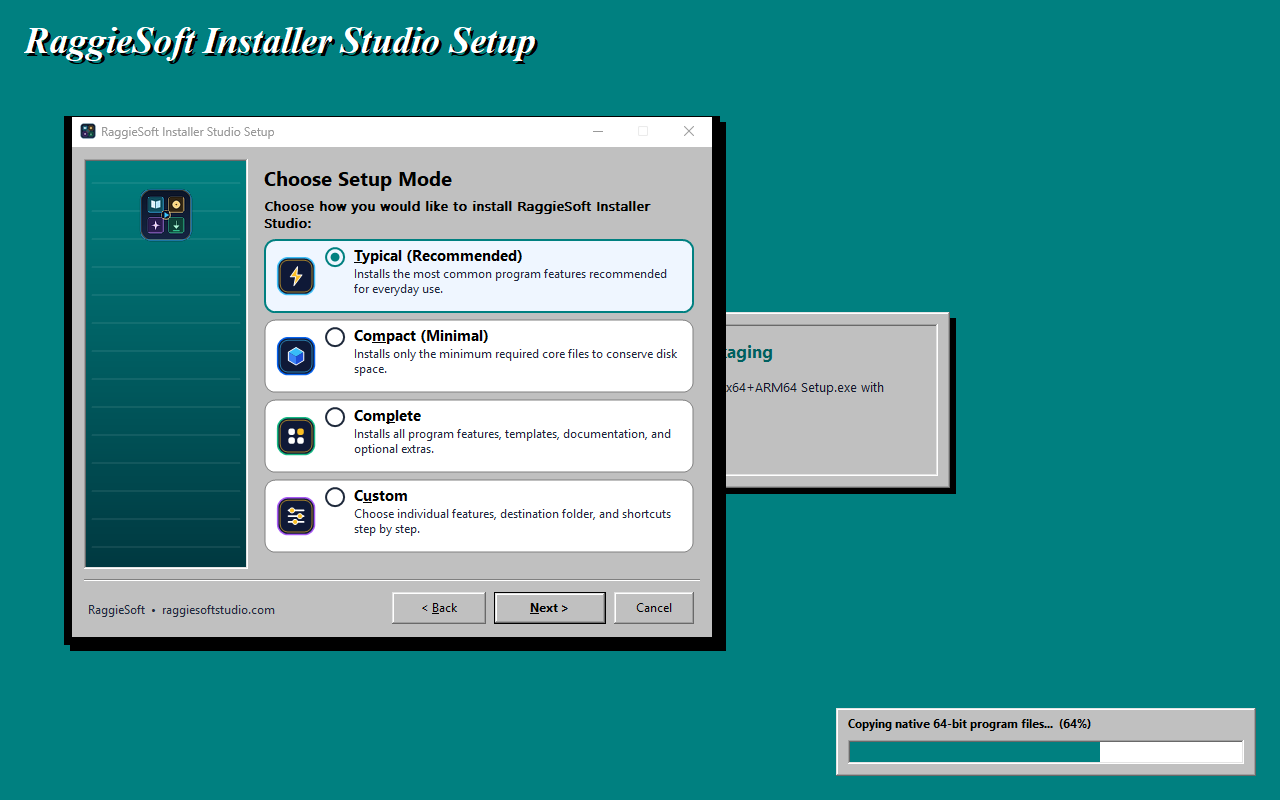 RaggieSoft Installer Studio Setup
RaggieSoft Installer Studio Setup
Choose Setup Mode
Choose how you would like to install RaggieSoft Installer
Studio:
Typical (Recommended)
Installs the most common program features recommended
for everyday use.
Compact (Minimal)
Installs only the minimum required core files to conserve disk
space.
Complete
Installs all program features, templates, documentation, and
optional extras.
Custom
Choose individual features, destination folder, and shortcuts
step by step.
RaggieSoft • raggiesoftstudio.com
< Back
Next >
Cancel
aging
x64+ARM64 Setup.exe with
Copying native 64-bit program files... (64%)